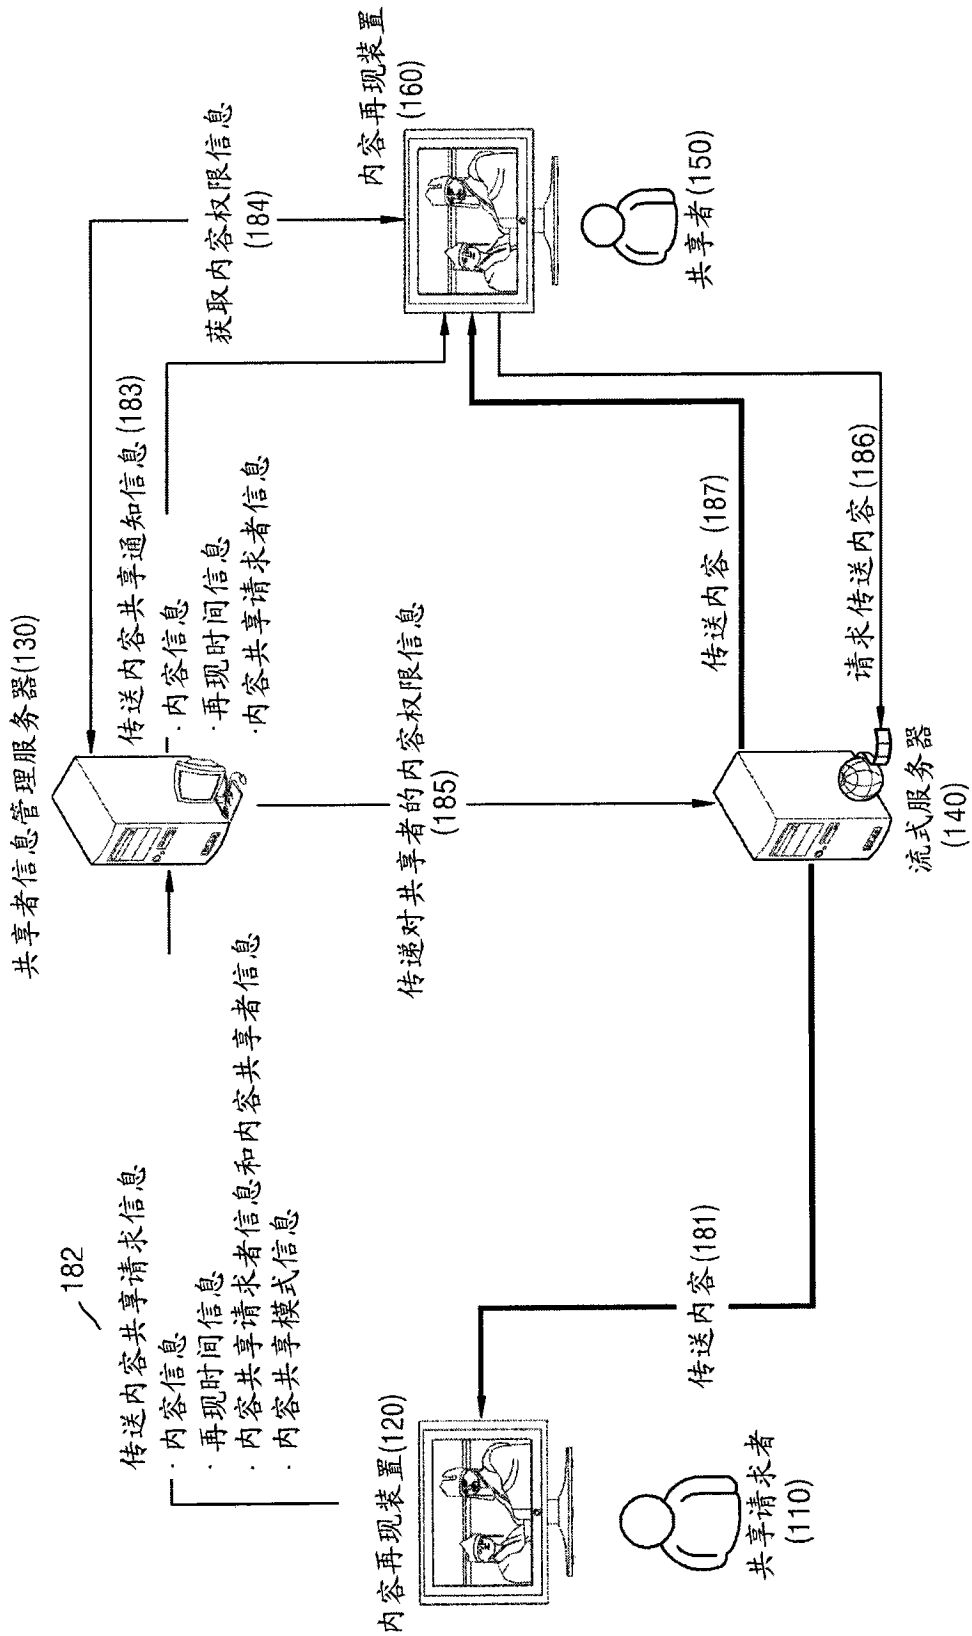 共享者信息管理服务器(130)
182
传送内容共享请求信息
· 内容信息
· 再现时间信息
· 内容共享请求者信息和内容共享者信息
· 内容共享模式信息
传送内容共享通知信息(183)
· 内容信息
· 再现时间信息
· 内容共享请求者信息
获取内容权限信息
(184)
内容再现装置
(160)
内容再现装置(120)
传递对共享者的内容权限信息
(185)
共享者(150)
传送内容(181)
传送内容 (187)
请求传送内容(186)
共享请求者
(110)
流式服务器
(140)